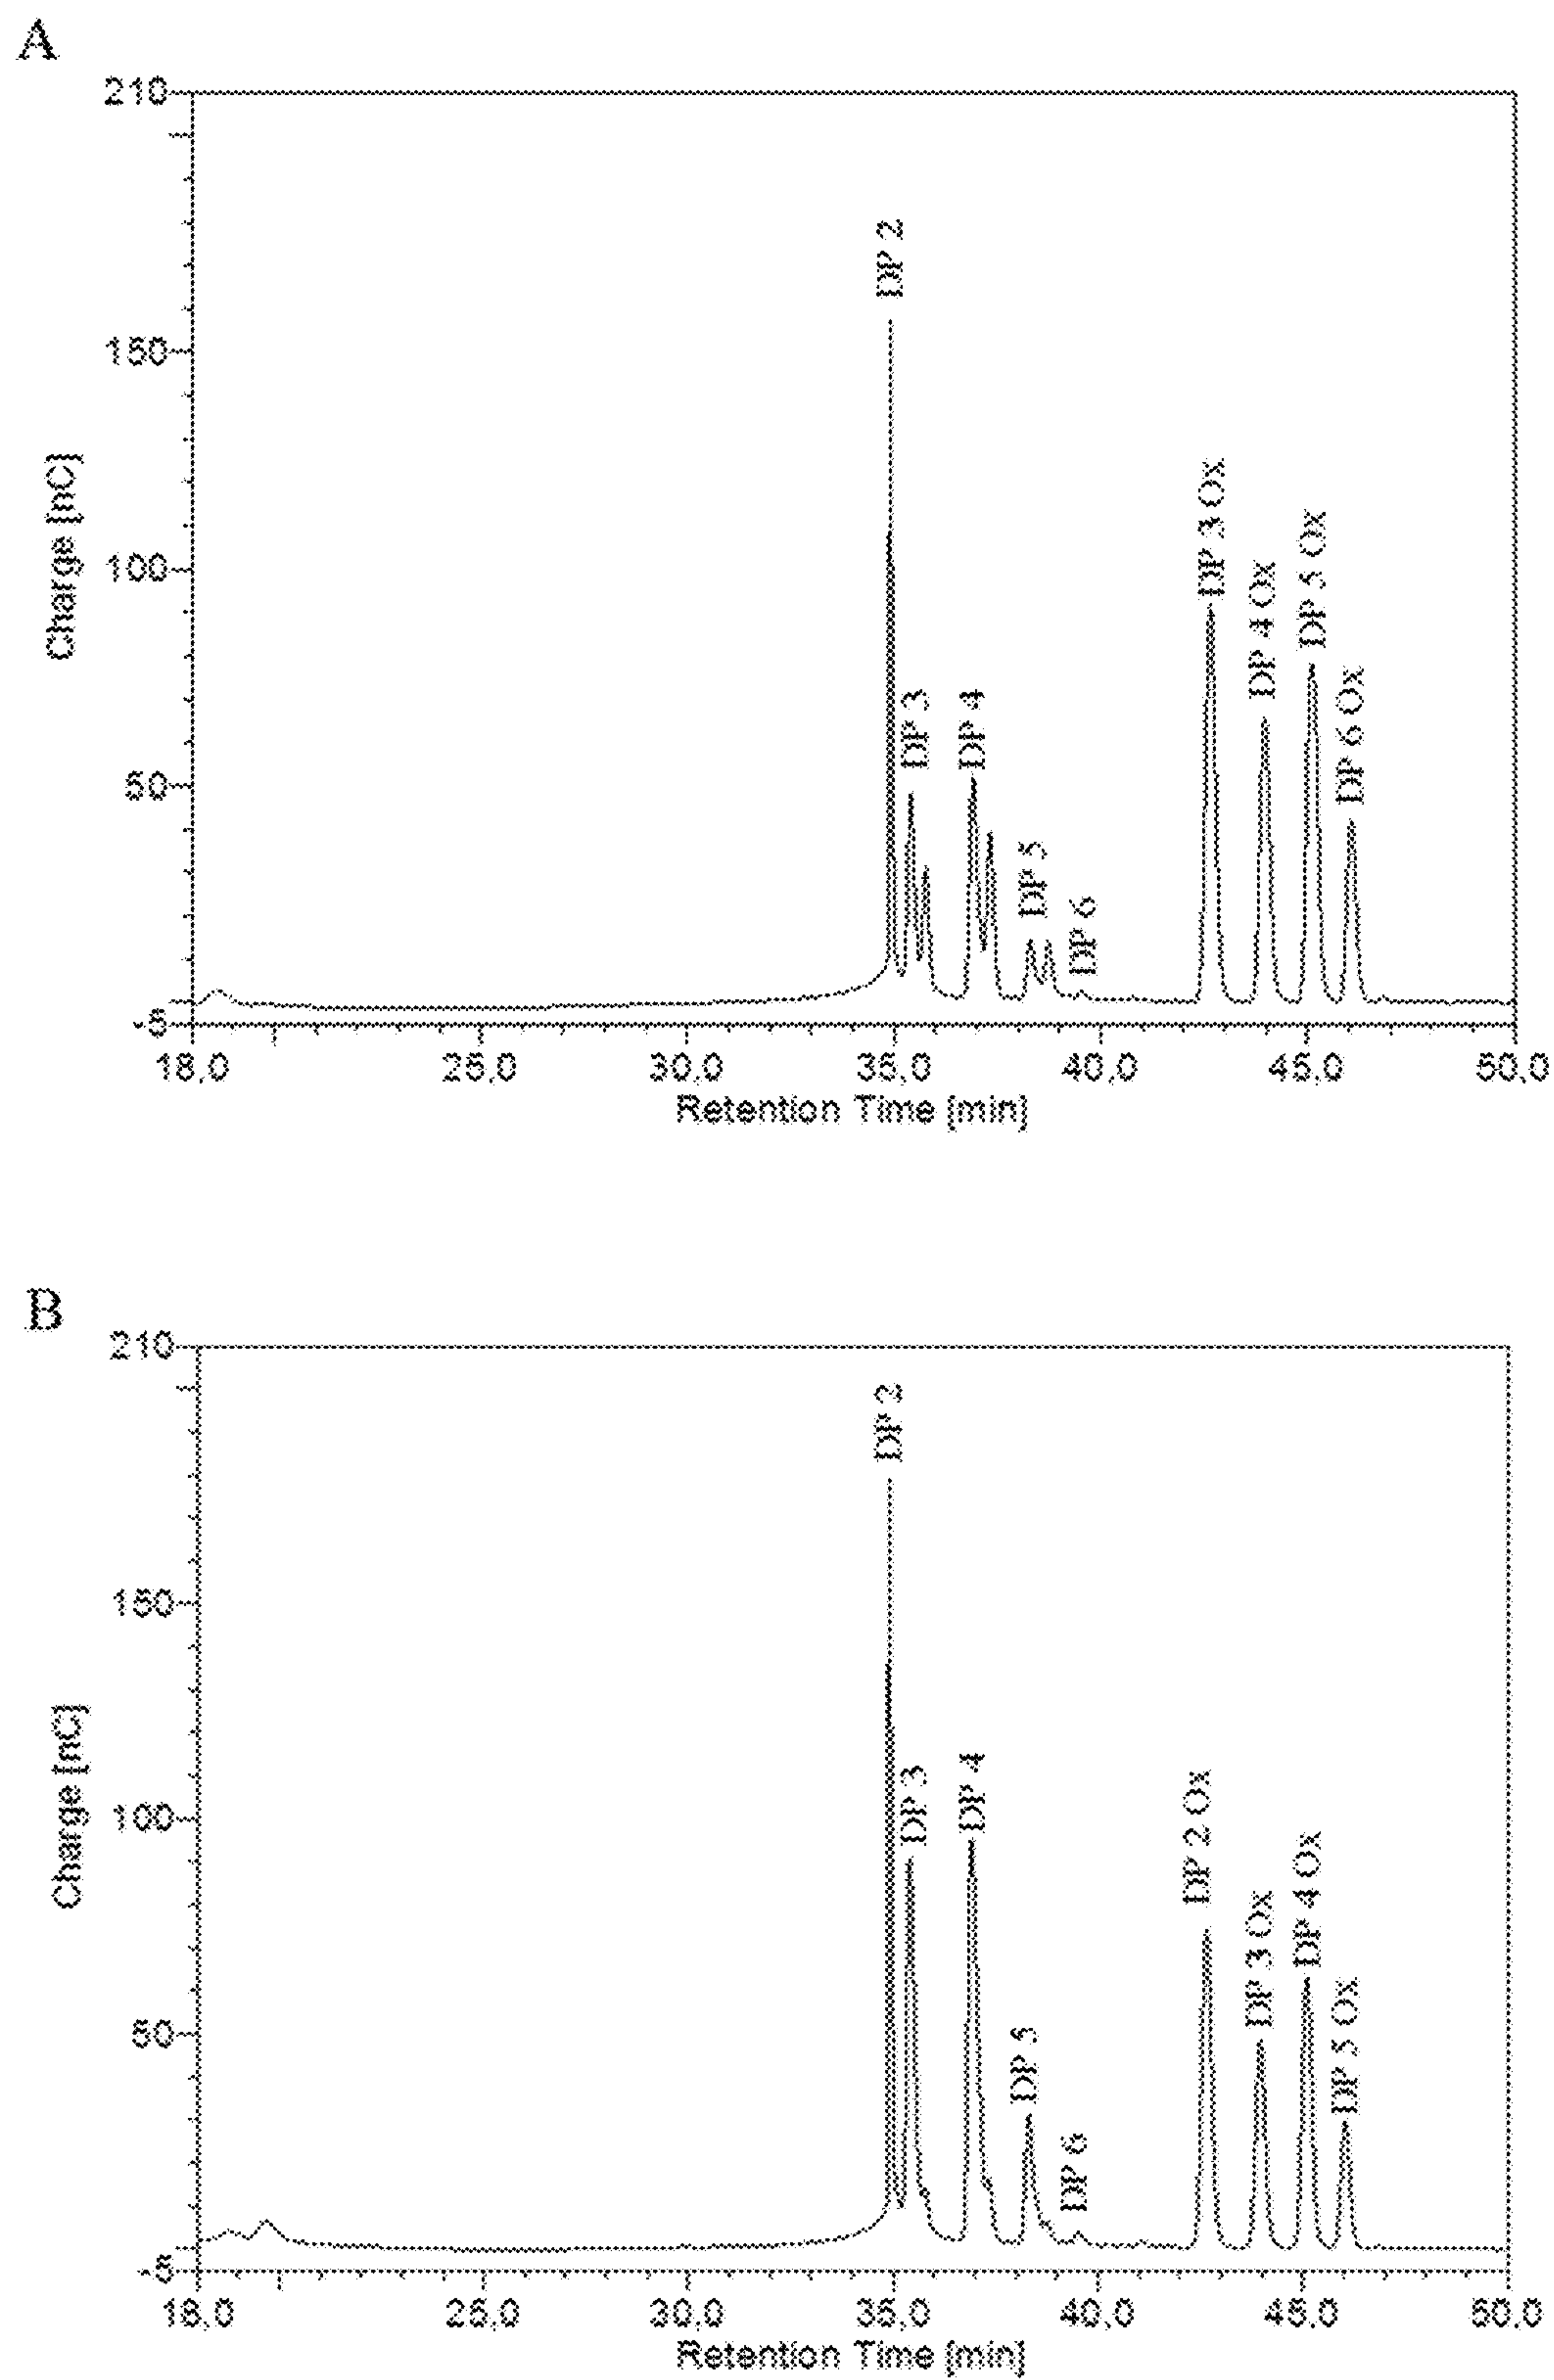 A
210
150
100
50
-5
Charge [nC]
DP 2
DP 3
DP 4
DP 5
DP 6
DP 3 Ox
DP 4 Ox
DP 5 Ox
DP 6 Ox
18,0 25,0 30,0 35,0 40,0 45,0 50,0
Retention Time [min]
B
210
150
100
50
-5
Charge [nC]
DP 2
DP 3
DP 4
DP 5
DP 6
DP 2 Ox
DP 3 Ox
DP 4 Ox
DP 5 Ox
18,0 25,0 30,0 35,0 40,0 45,0 50,0
Retention Time [min]